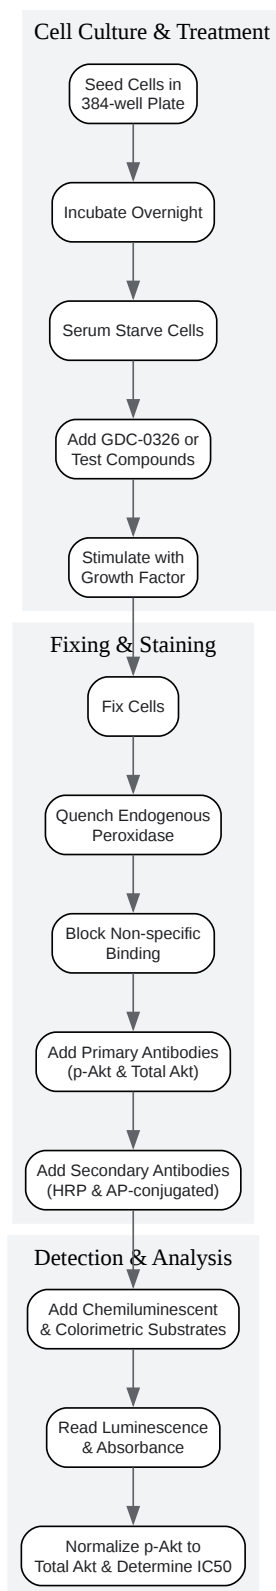 Cell Culture & Treatment
Seed Cells in
384-well Plate
Incubate Overnight
Serum Starve Cells
Add GDC-0326 or
Test Compounds
Stimulate with
Growth Factor
Fixing & Staining
Fix Cells
Quench Endogenous
Peroxidase
Block Non-specific
Binding
Add Primary Antibodies
(p-Akt & Total Akt)
Add Secondary Antibodies
(HRP & AP-conjugated)
Detection & Analysis
Add Chemiluminescent
& Colorimetric Substrates
Read Luminescence
& Absorbance
Normalize p-Akt to
Total Akt & Determine IC50